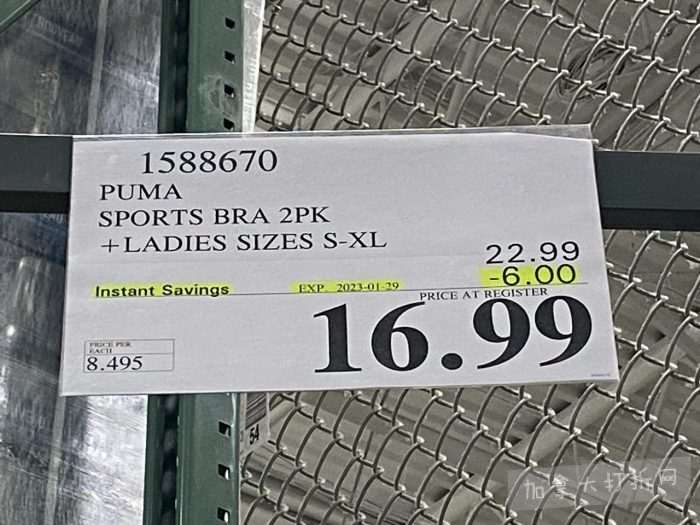 1588670
PUMA
SPORTS BRA 2PK
+LADIES SIZES S-XL
22.99
Instant Savings EXP. 2023-01-29 -6.00
PRICE AT REGISTER
16.99
PRICE PER
EACH
8.495
54
加拿大打折网